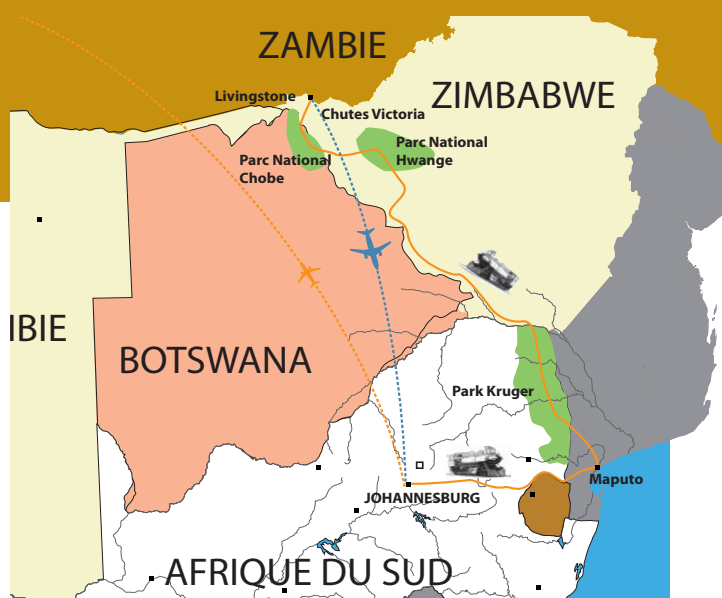 ZAMBIE
ZIMBABWE
Livingstone
Chutes Victoria
Parc National
Hwange
Parc National
Chobe
IBIE
BOTSWANA
Park Kruger
Maputo
JOHANNESBURG
AFRIQUE DU SUD